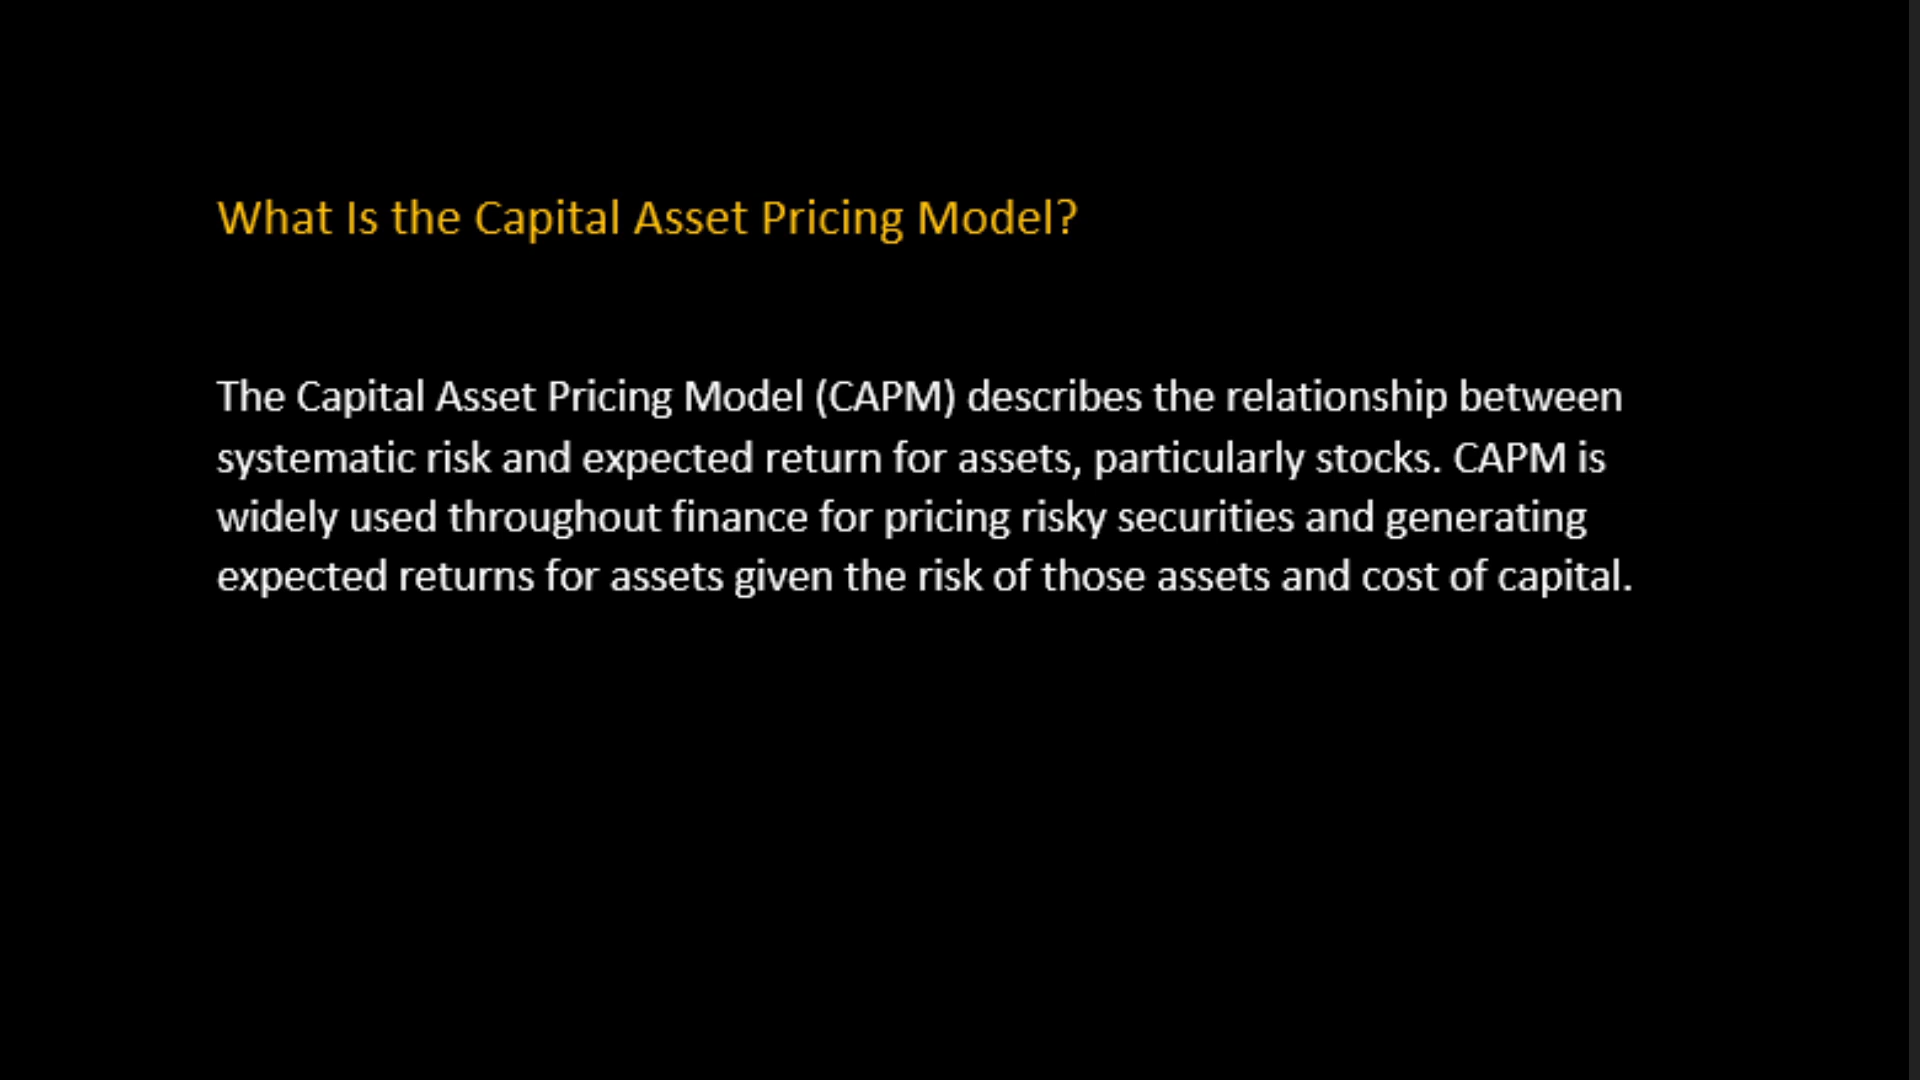 What Is the Capital Asset Pricing Model?
The Capital Asset Pricing Model (CAPM) describes the relationship between
systematic risk and expected return for assets, particularly stocks. CAPM is
widely used throughout finance for pricing risky securities and generating
expected returns for assets given the risk of those assets and cost of capital.